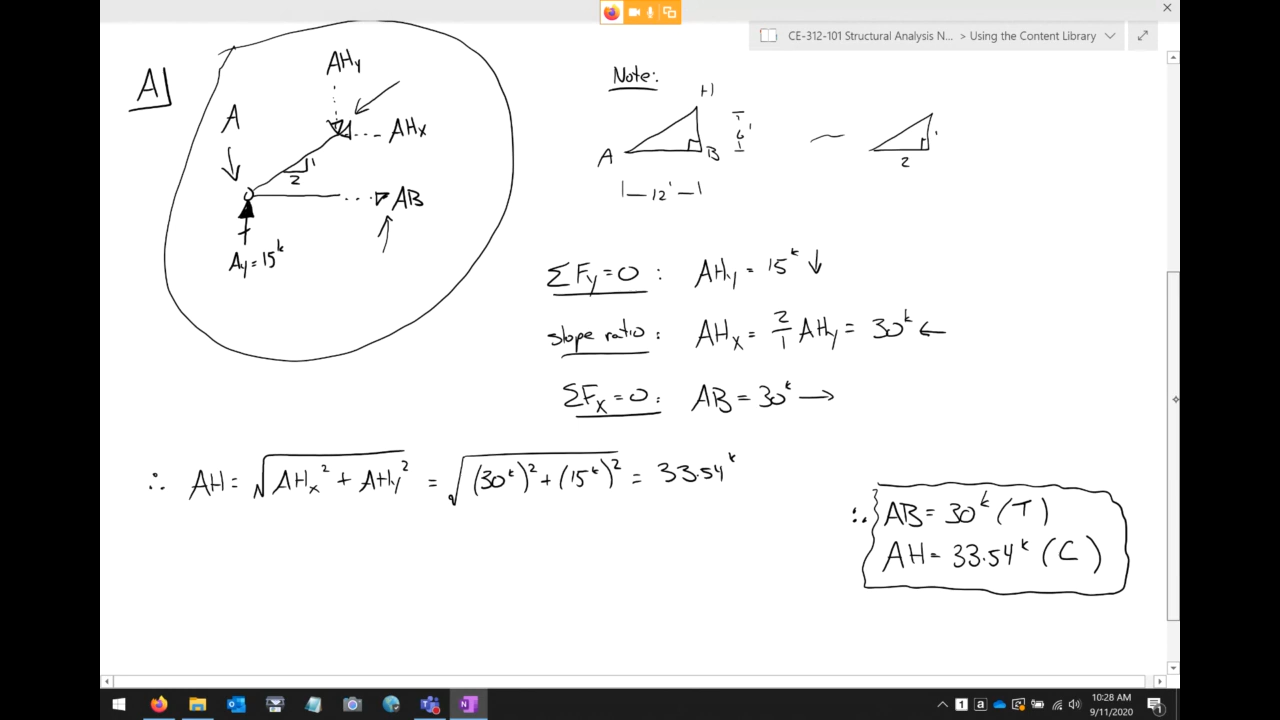 CE-312-101 Structural Analysis N... > Using the Content Library
A]
A
AHy
AHx
1
2
AB
Ay = 15ᵏ
Note:
H
A
B
6'
12'
~
1
2
ΣFy = 0 : AHy = 15ᵏ ↓
slope ratio : AHx = 2/1 AHy = 30ᵏ ←
ΣFx = 0 : AB = 30ᵏ →
∴ AH = √(AHx² + AHy²) = √((30ᵏ)² + (15ᵏ)²) = 33.54ᵏ
∴ AB = 30ᵏ (T)
AH = 33.54ᵏ (C)
10:28 AM
9/11/2020